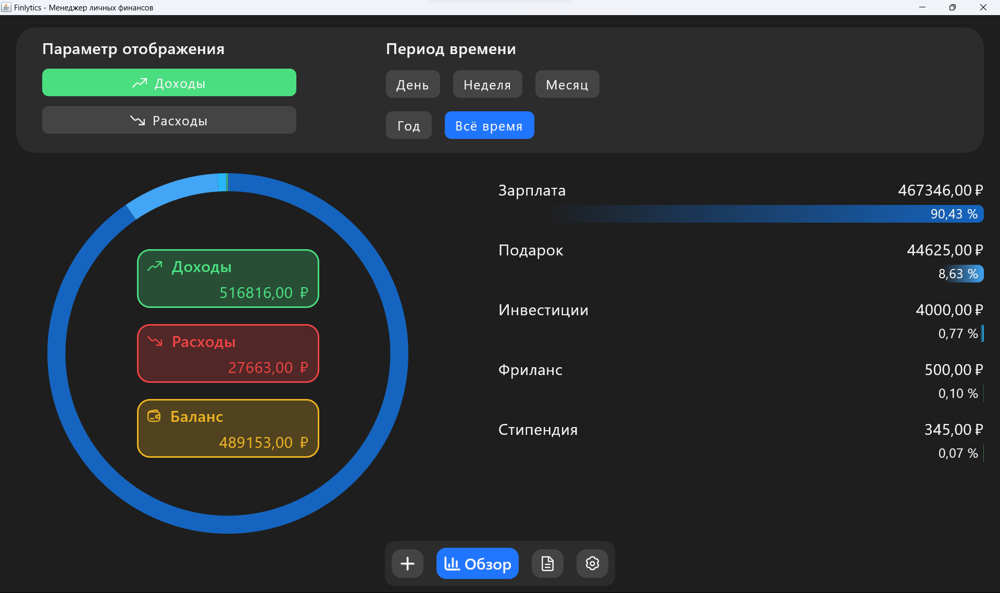 Finlytics - Менеджер личных финансов
Параметр отображения
Доходы
Расходы
Период времени
День Неделя Месяц
Год Всё время
Доходы
516816,00 ₽
Расходы
27663,00 ₽
Баланс
489153,00 ₽
Зарплата 467346,00 ₽
90,43 %
Подарок 44625,00 ₽
8,63 %
Инвестиции 4000,00 ₽
0,77 %
Фриланс 500,00 ₽
0,10 %
Стипендия 345,00 ₽
0,07 %
Обзор